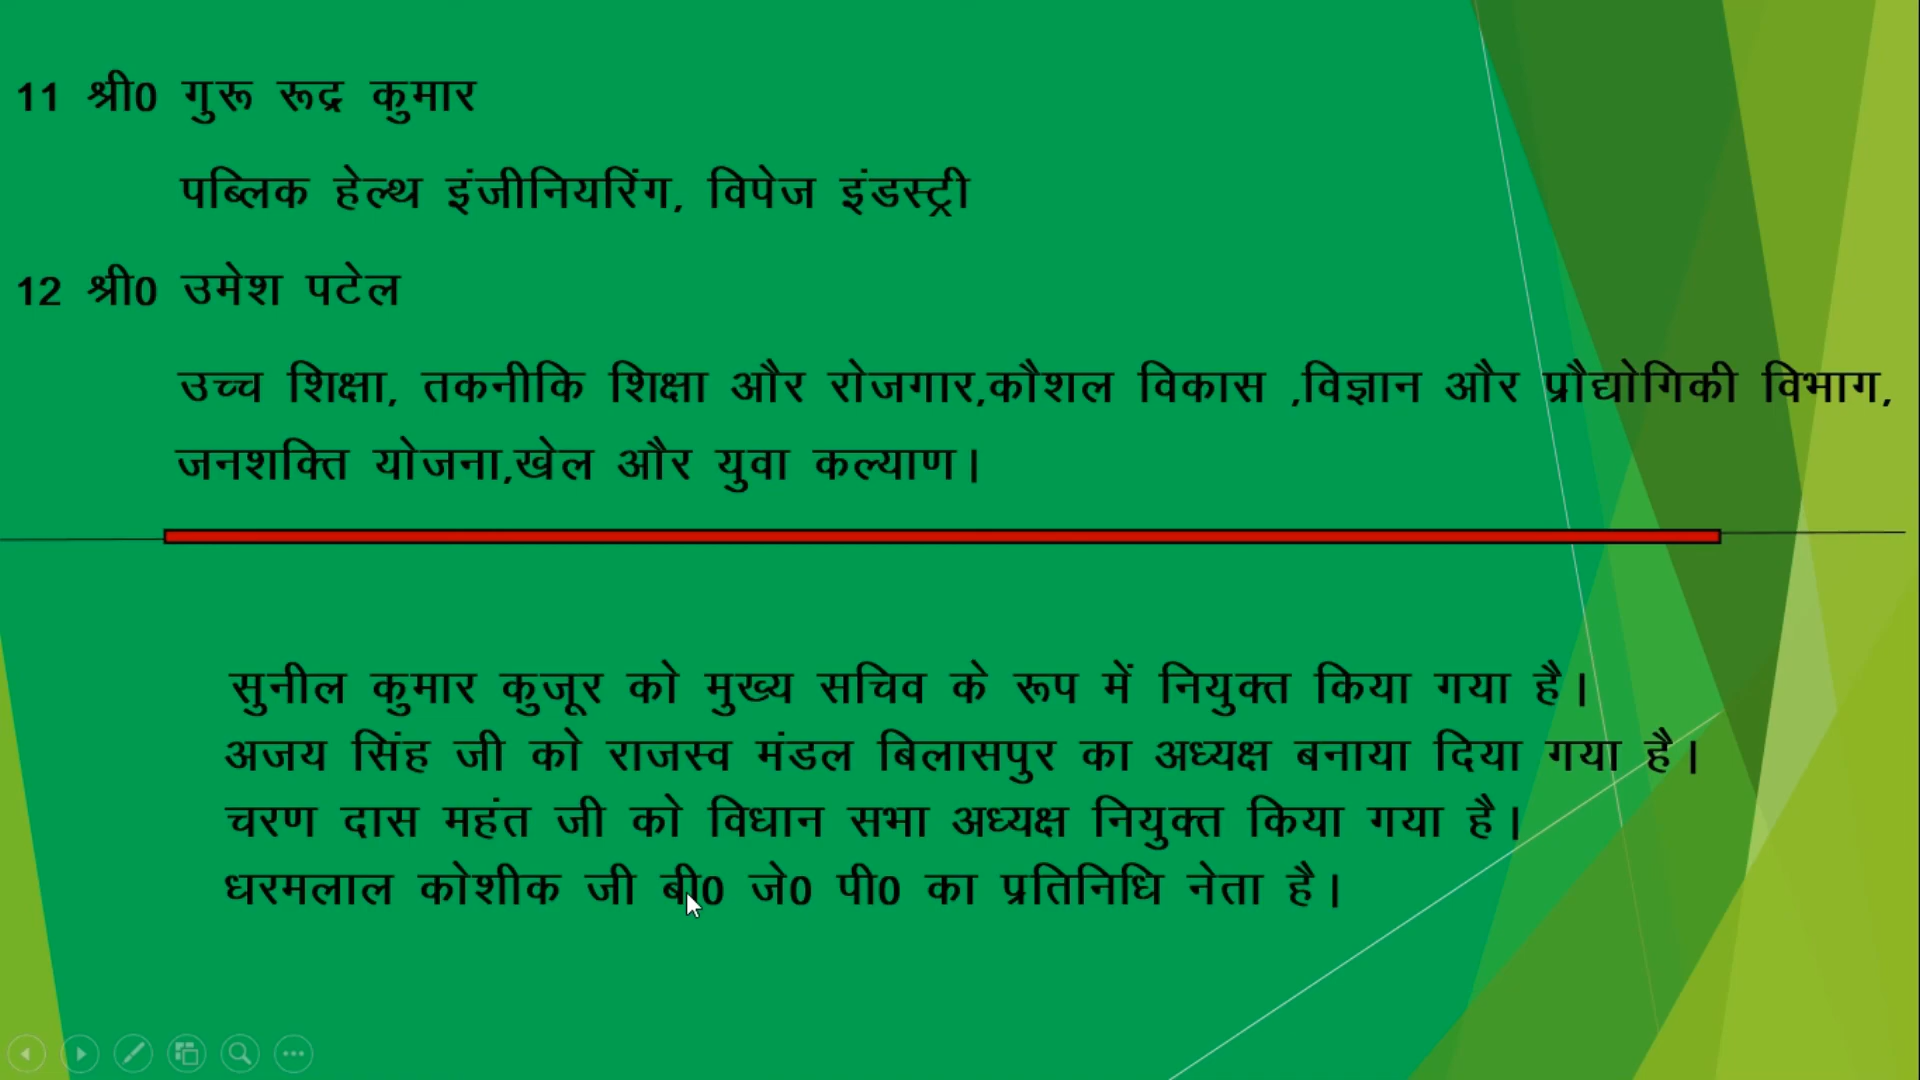 11 श्री0 गुरू रूद्र कुमार
पब्लिक हेल्थ इंजीनियरिंग, विपेज इंडस्ट्री
12 श्री0 उमेश पटेल
उच्च शिक्षा, तकनीकि शिक्षा और रोजगार,कौशल विकास ,विज्ञान और प्रौद्योगिकी विभाग,
जनशक्ति योजना,खेल और युवा कल्याण।
सुनील कुमार कुजूर को मुख्य सचिव के रूप में नियुक्त किया गया है।
अजय सिंह जी को राजस्व मंडल बिलासपुर का अध्यक्ष बनाया दिया गया है।
चरण दास महंत जी को विधान सभा अध्यक्ष नियुक्त किया गया है।
धरमलाल कोशीक जी बी0 जे0 पी0 का प्रतिनिधि नेता है।